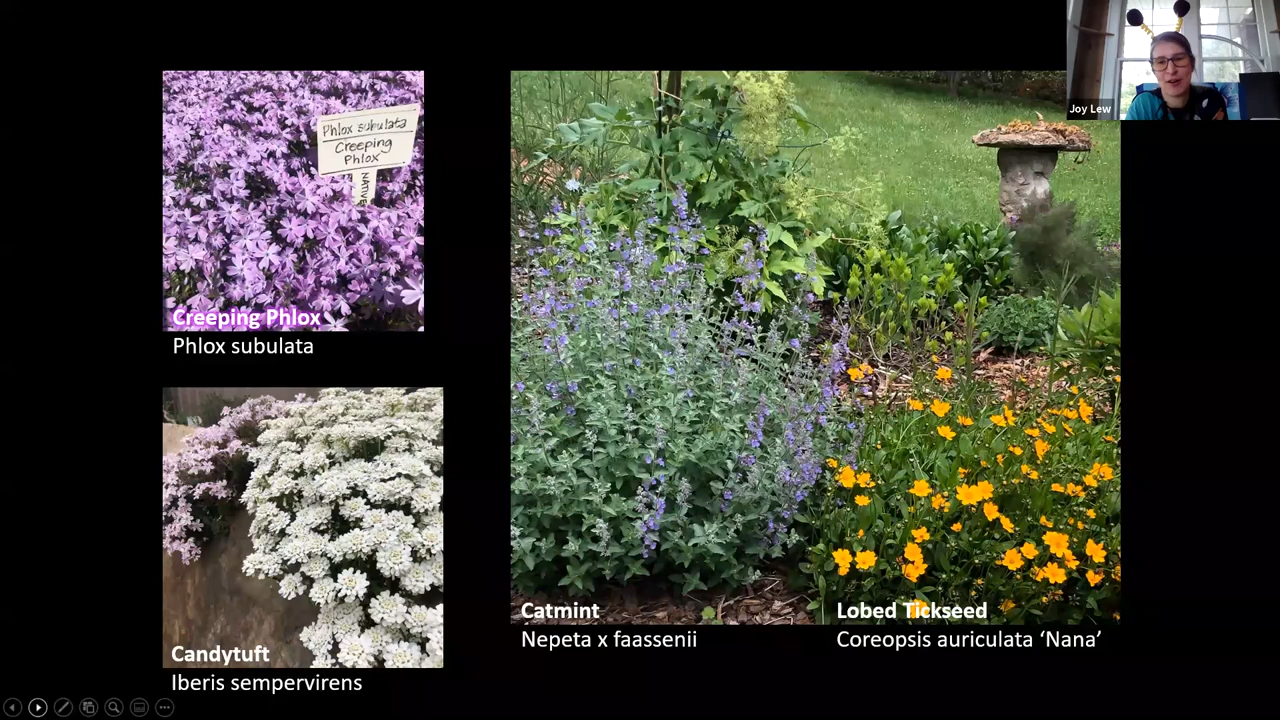 Joy Lew
Phlox subulata
Creeping
Phlox
NATIVE
Creeping Phlox
Phlox subulata
Candytuft
Iberis sempervirens
Catmint
Nepeta x faassenii
Lobed Tickseed
Coreopsis auriculata ‘Nana’